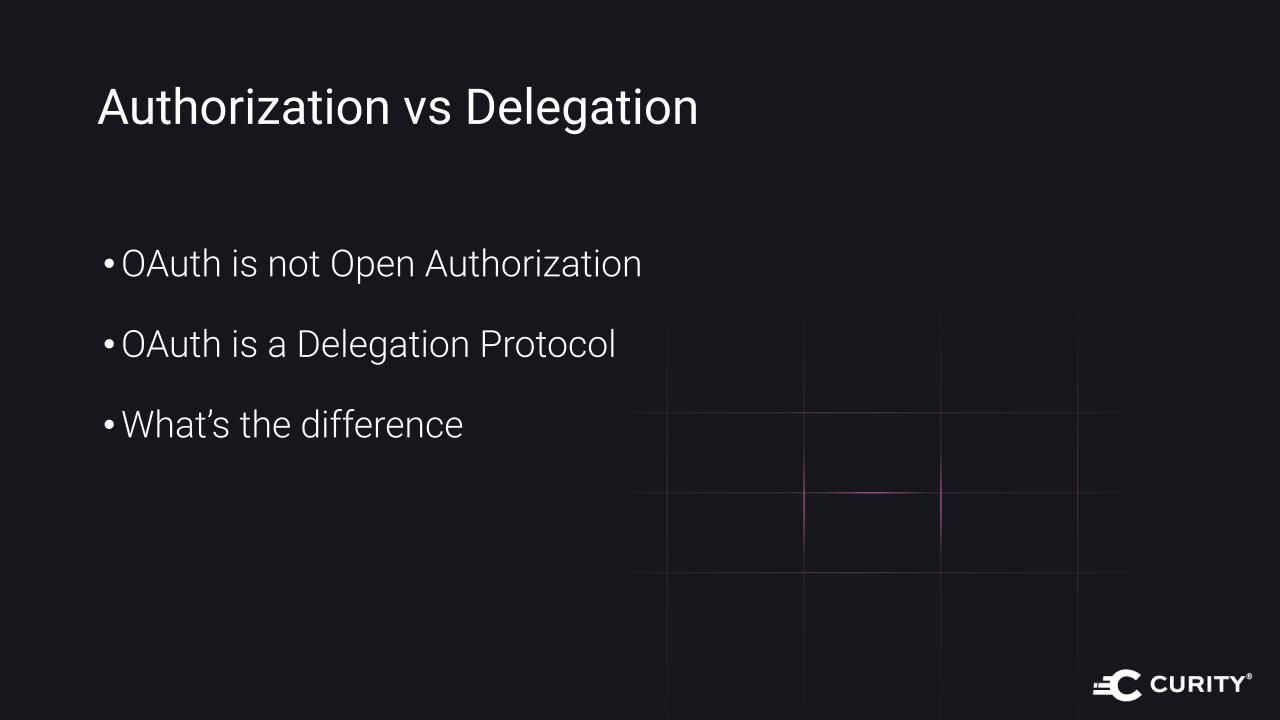 Authorization vs Delegation
•OAuth is not Open Authorization
•OAuth is a Delegation Protocol
•What’s the difference
CURITY®